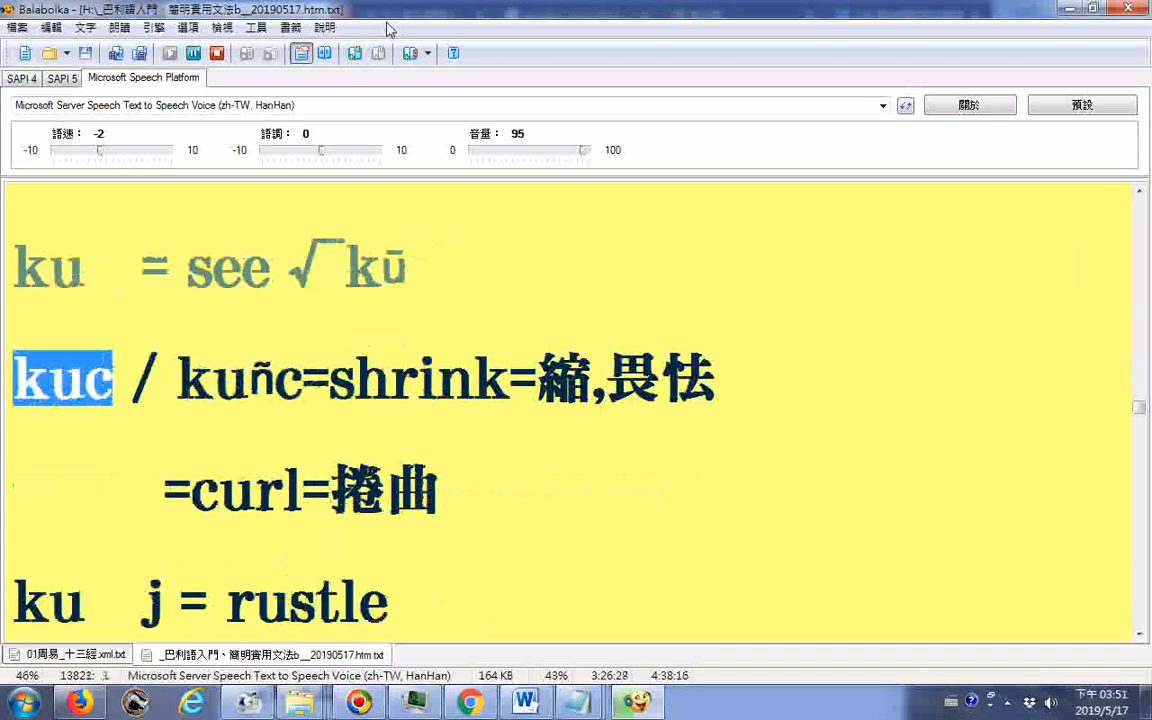 Balabolka - [H:\_巴利語入門﹑簡明實用文法b__20190517.htm.txt]
檔案 編輯 文字 朗讀 引擎 選項 檢視 工具 書籤 說明
SAPI 4 SAPI 5 Microsoft Speech Platform
Microsoft Server Speech Text to Speech Voice (zh-TW, HanHan) 關於 預設
語速： -2 語調： 0 音量： 95
-10 10 -10 10 0 100
ku = see √kū
kuc / kuñc=shrink=縮,畏怯
=curl=捲曲
ku j = rustle
01周易_十三經.xml.txt _巴利語入門﹑簡明實用文法b__20190517.htm.txt
46% 13821: Microsoft Server Speech Text to Speech Voice (zh-TW, HanHan) 164 KB 43% 3:26:28 4:38:16
下午 03:51
2019/5/17